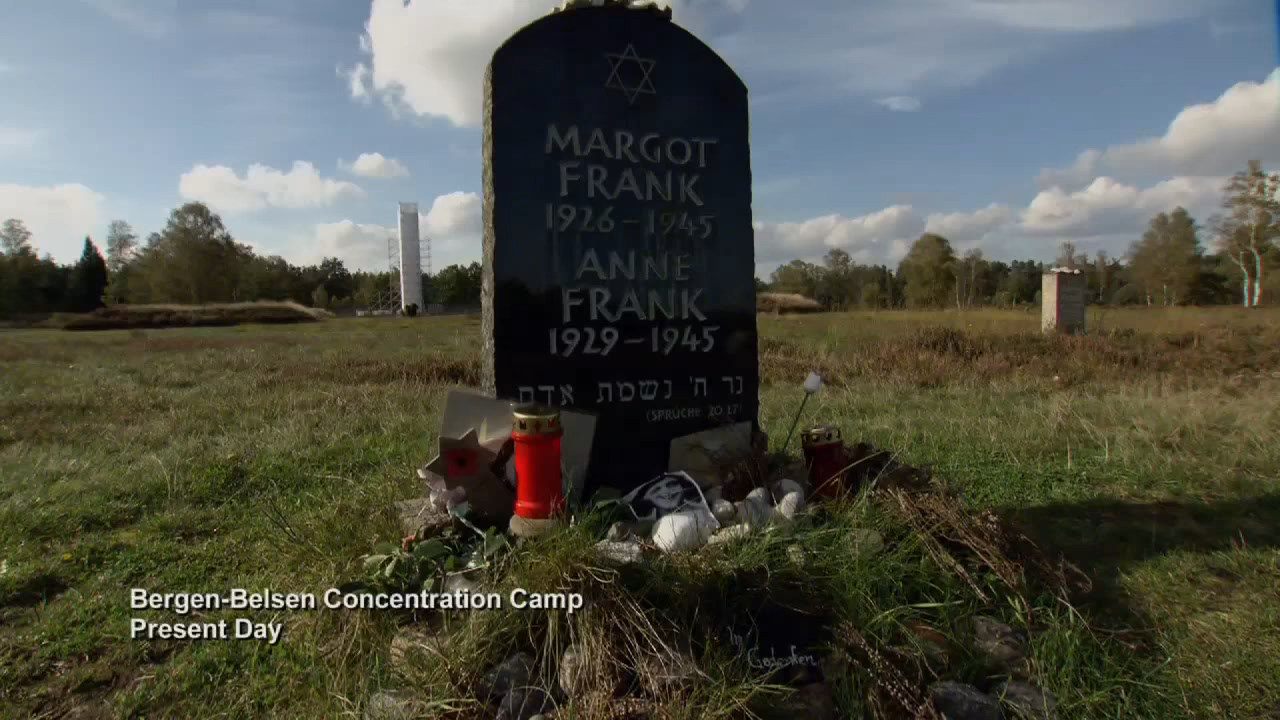 MARGOT
FRANK
1926 – 1945
ANNE
FRANK
1929 – 1945
נר ה' נשמת אדם
(SPRÜCHE 20.27)
Bergen-Belsen Concentration Camp
Present Day
Gedenken